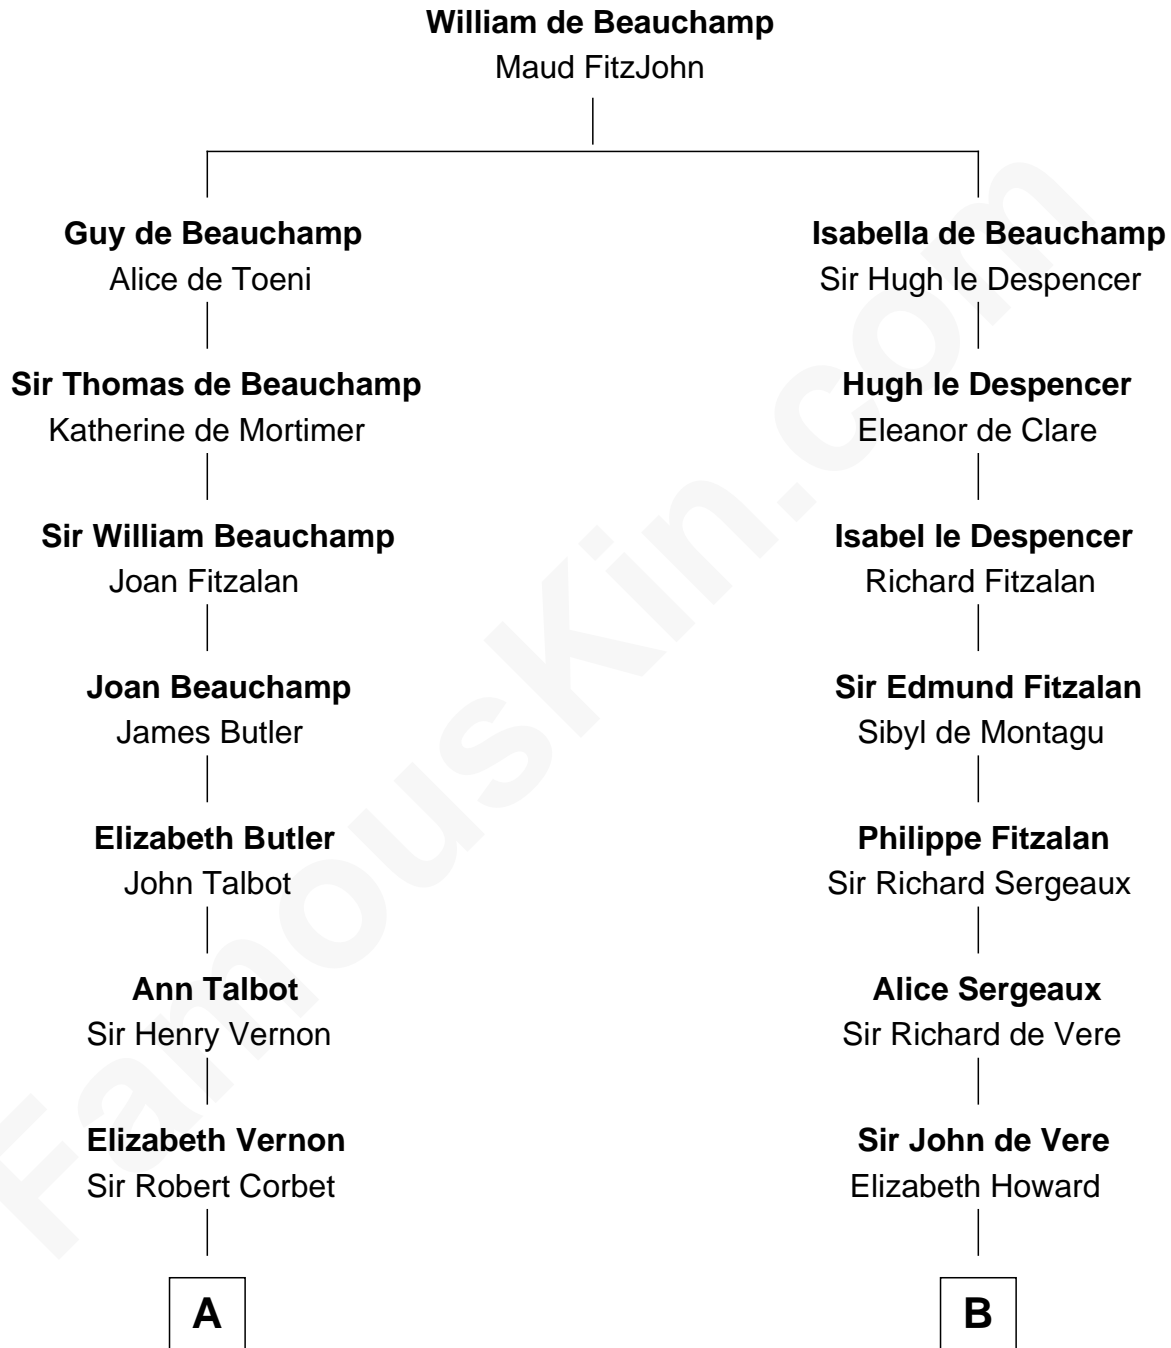 William de Beauchamp
Maud FitzJohn
Guy de Beauchamp
Alice de Toeni
Isabella de Beauchamp
Sir Hugh le Despencer
Sir Thomas de Beauchamp
Katherine de Mortimer
Hugh le Despencer
Eleanor de Clare
Sir William Beauchamp
Joan Fitzalan
Isabel le Despencer
Richard Fitzalan
Joan Beauchamp
James Butler
Sir Edmund Fitzalan
Sibyl de Montagu
Elizabeth Butler
John Talbot
Philippe Fitzalan
Sir Richard Sergeaux
Ann Talbot
Sir Henry Vernon
Alice Sergeaux
Sir Richard de Vere
Elizabeth Vernon
Sir Robert Corbet
Sir John de Vere
Elizabeth Howard
A
B
FamousKin.com